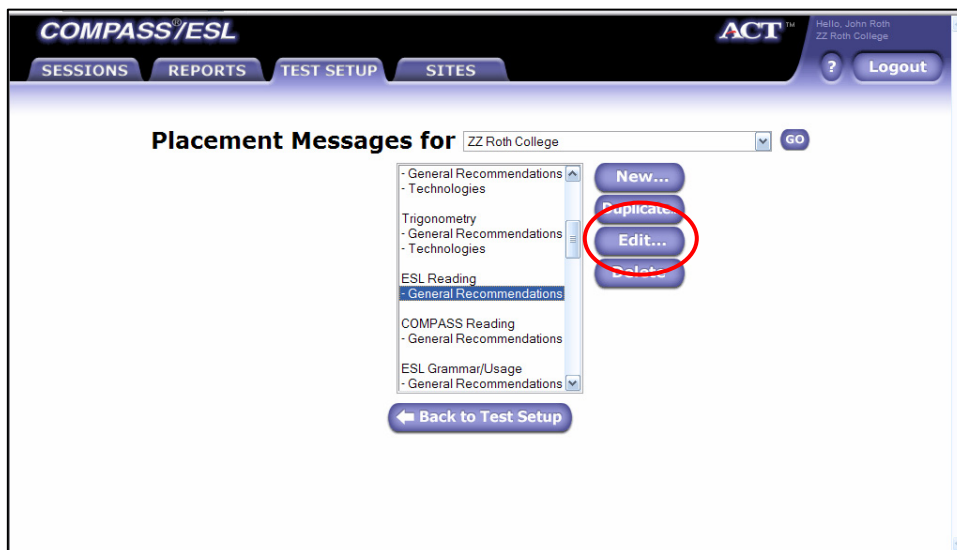 COMPASS®/ESL
ACT™
Hello, John Roth
ZZ Roth College
SESSIONS REPORTS TEST SETUP SITES
? Logout
Placement Messages for ZZ Roth College GO
- General Recommendations
- Technologies
Trigonometry
- General Recommendations
- Technologies
ESL Reading
- General Recommendations
COMPASS Reading
- General Recommendations
ESL Grammar/Usage
- General Recommendations
New...
Duplicate...
Edit...
Delete
Back to Test Setup